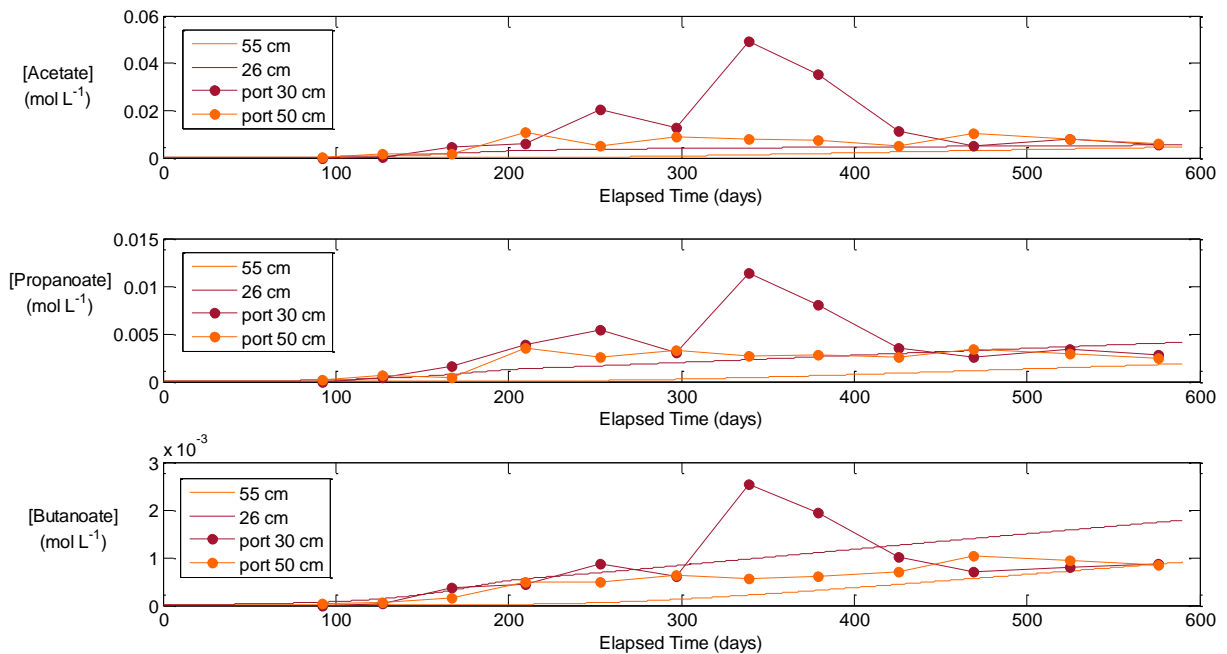 0.06
0.04
0.02
0
[Acetate]
(mol L⁻¹)
55 cm
26 cm
port 30 cm
port 50 cm
0 100 200 300 400 500 600
Elapsed Time (days)
0.015
0.01
0.005
0
[Propanoate]
(mol L⁻¹)
55 cm
26 cm
port 30 cm
port 50 cm
0 100 200 300 400 500 600
Elapsed Time (days)
x 10⁻³
3
2
1
0
[Butanoate]
(mol L⁻¹)
55 cm
26 cm
port 30 cm
port 50 cm
0 100 200 300 400 500 600
Elapsed Time (days)